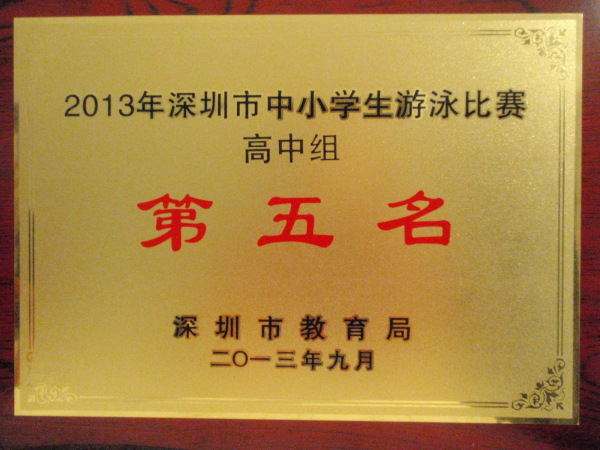 2013年深圳市中小学生游泳比赛
高中组
第五名
深圳市教育局
二〇一三年九月